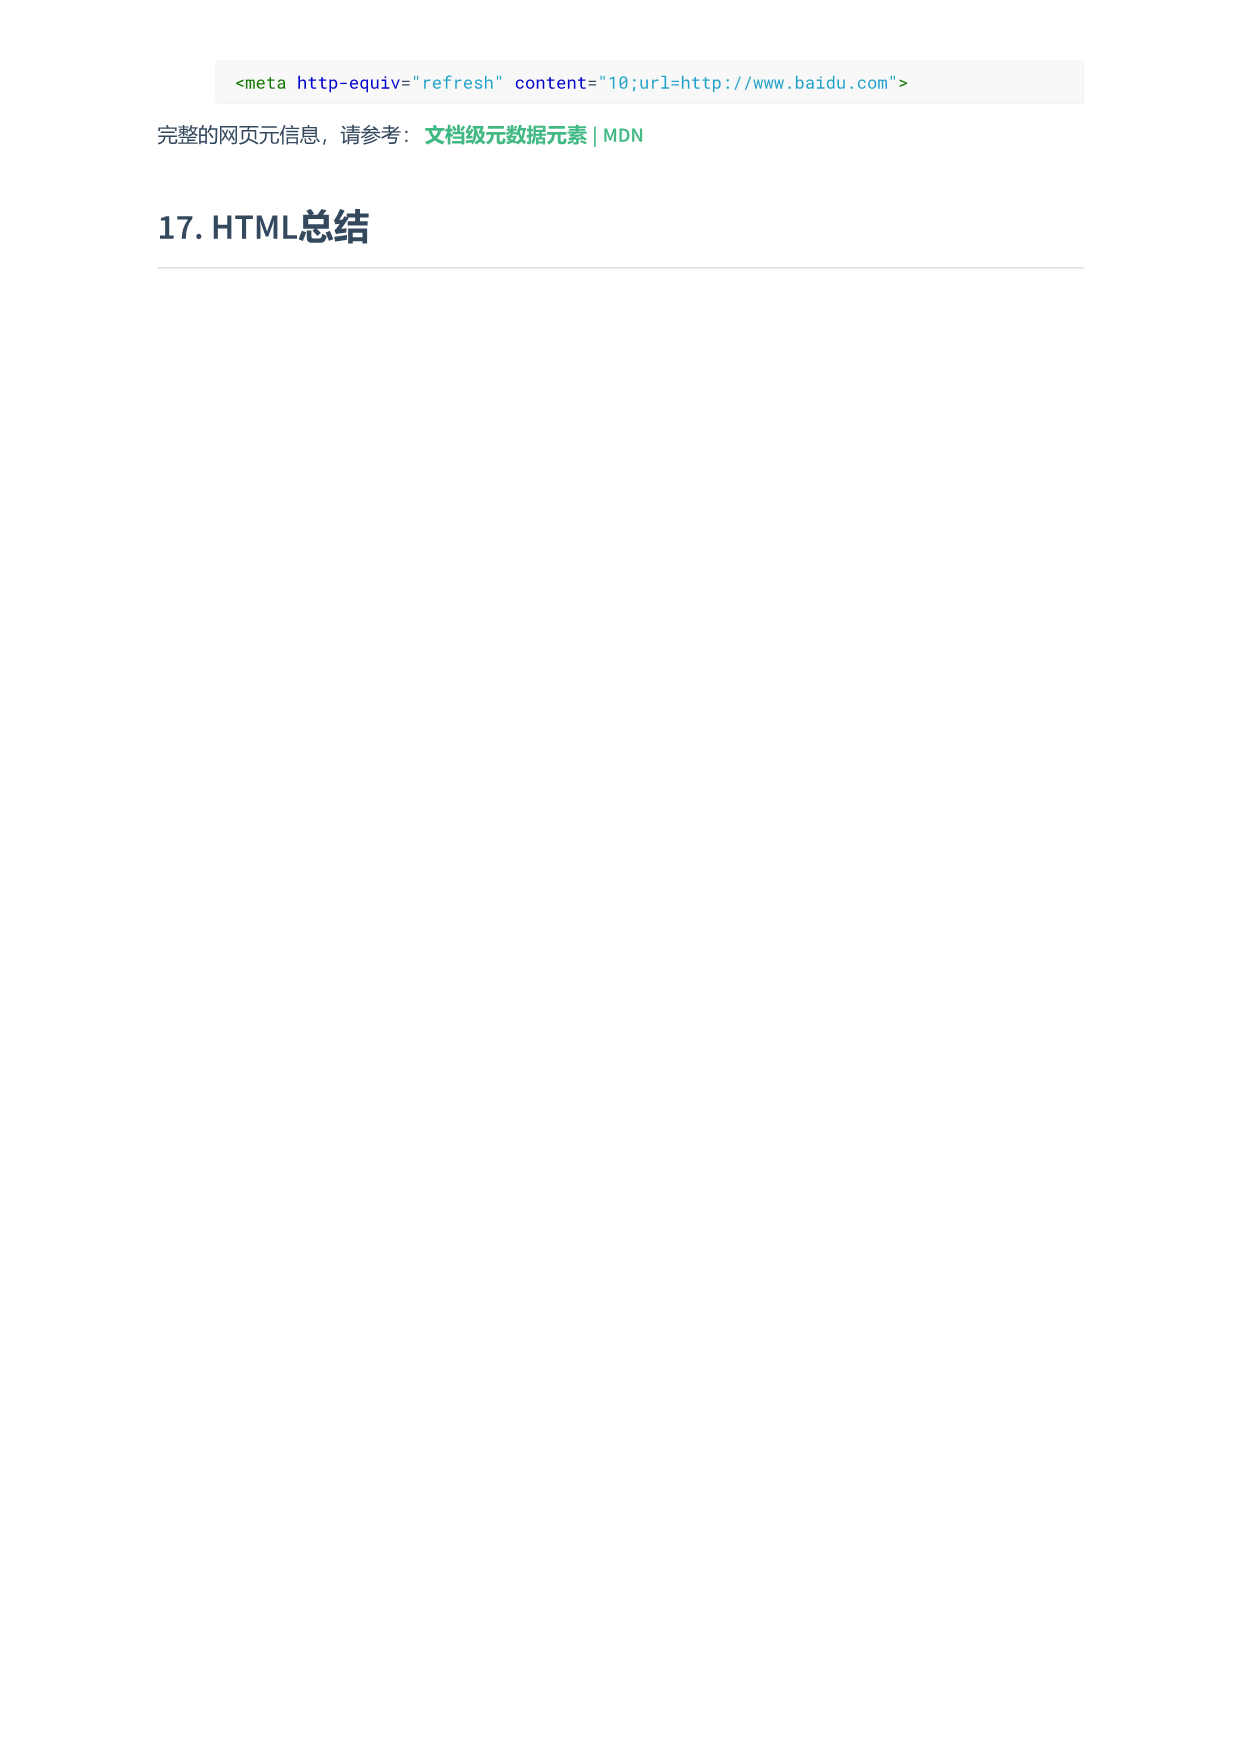 <meta http-equiv="refresh" content="10;url=http://www.baidu.com">
完整的网页元信息，请参考： 文档级元数据元素 | MDN
17. HTML总结